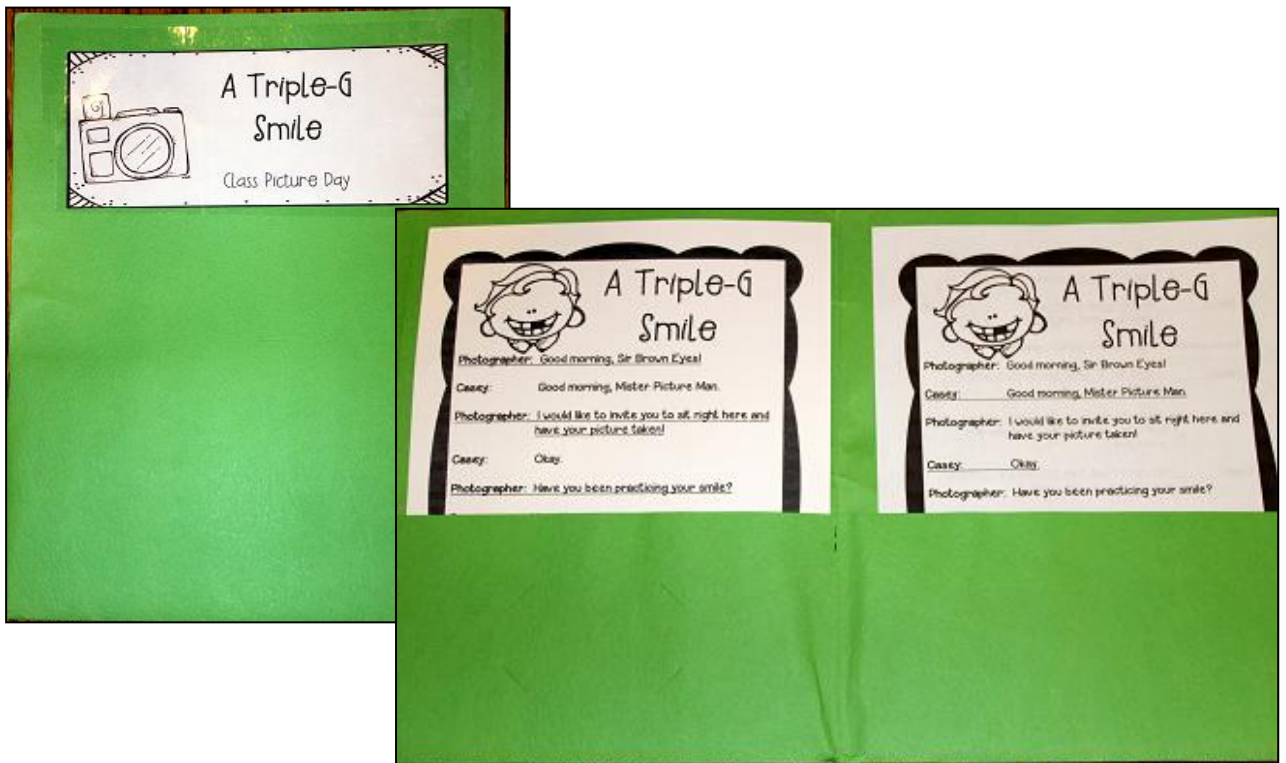 A Triple-G
Smile
Class Picture Day
A Triple-G
Smile
Photographer: Good morning, Sir Brown Eyes!
Casey: Good morning, Mister Picture Man.
Photographer: I would like to invite you to sit right here and
have your picture taken!
Casey: Okay.
Photographer: Have you been practicing your smile?
A Triple-G
Smile
Photographer: Good morning, Sir Brown Eyes!
Casey: Good morning, Mister Picture Man.
Photographer: I would like to invite you to sit right here and
have your picture taken!
Casey: Okay.
Photographer: Have you been practicing your smile?